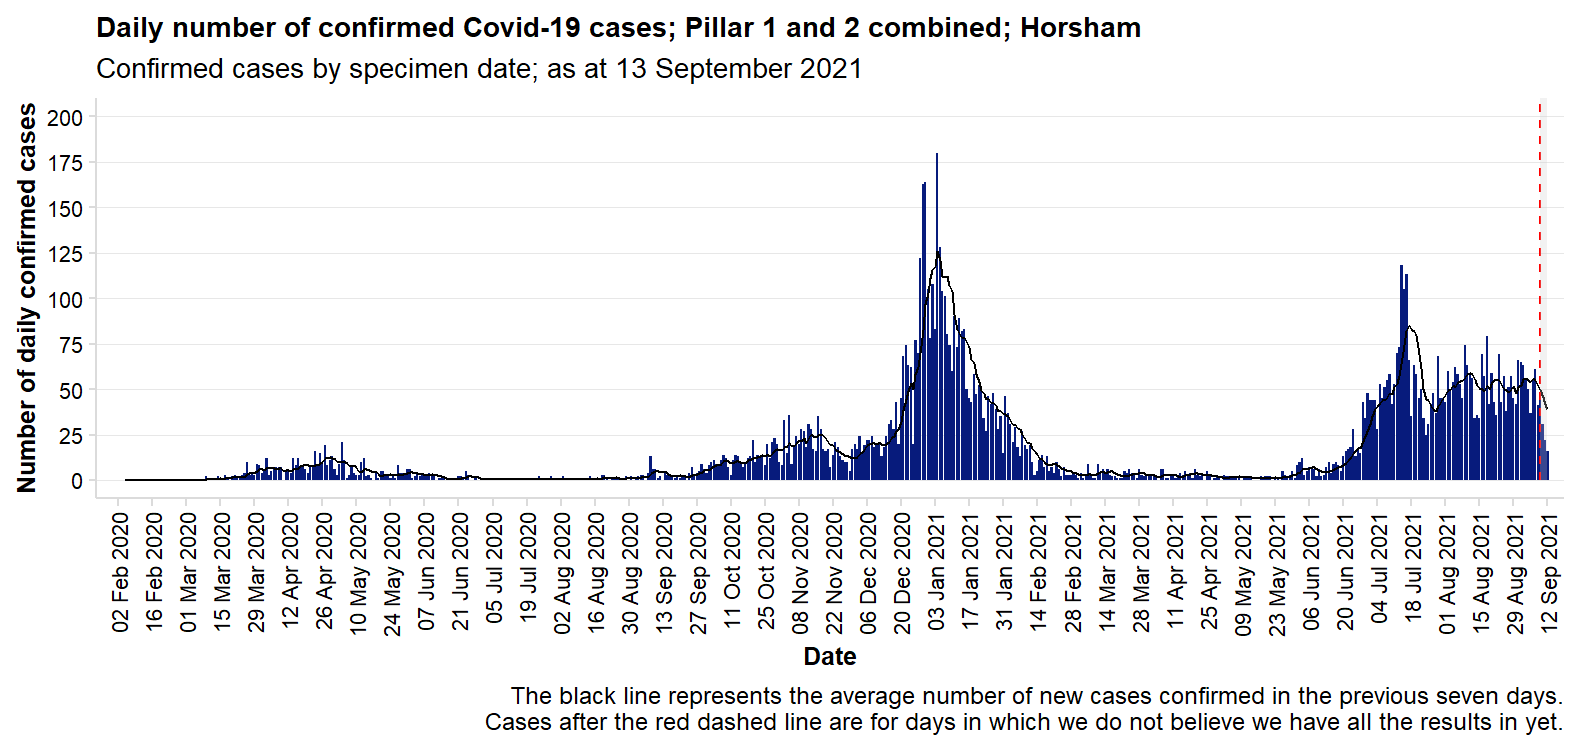 Daily number of confirmed Covid-19 cases; Pillar 1 and 2 combined; Horsham
Confirmed cases by specimen date; as at 13 September 2021
Number of daily confirmed cases
200
175
150
125
100
75
50
25
0
02 Feb 2020
16 Feb 2020
01 Mar 2020
15 Mar 2020
29 Mar 2020
12 Apr 2020
26 Apr 2020
10 May 2020
24 May 2020
07 Jun 2020
21 Jun 2020
05 Jul 2020
19 Jul 2020
02 Aug 2020
16 Aug 2020
30 Aug 2020
13 Sep 2020
27 Sep 2020
11 Oct 2020
25 Oct 2020
08 Nov 2020
22 Nov 2020
06 Dec 2020
20 Dec 2020
03 Jan 2021
17 Jan 2021
31 Jan 2021
14 Feb 2021
28 Feb 2021
14 Mar 2021
28 Mar 2021
11 Apr 2021
25 Apr 2021
09 May 2021
23 May 2021
06 Jun 2021
20 Jun 2021
04 Jul 2021
18 Jul 2021
01 Aug 2021
15 Aug 2021
29 Aug 2021
12 Sep 2021
Date
The black line represents the average number of new cases confirmed in the previous seven days.
Cases after the red dashed line are for days in which we do not believe we have all the results in yet.